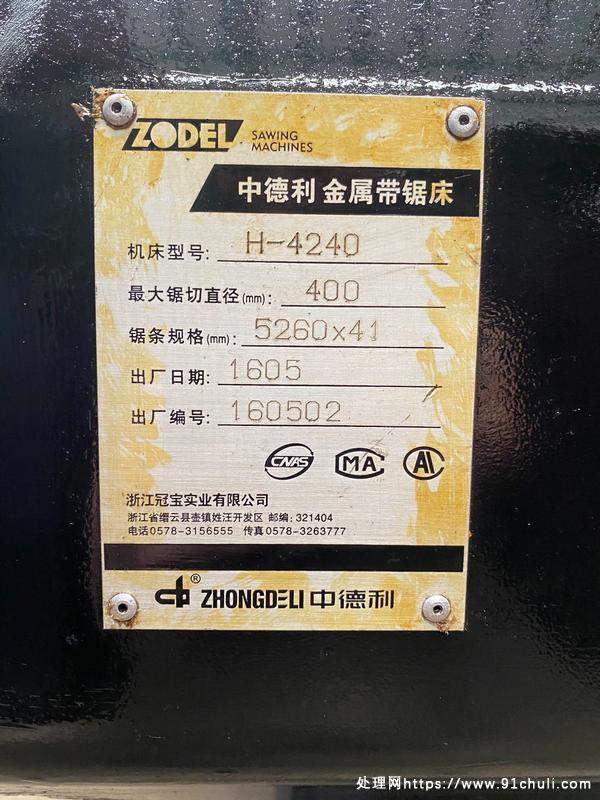 ZODEL SAWING
MACHINES
中德利 金属带锯床
机床型号: H-4240
最大锯切直径(mm): 400
锯条规格(mm): 5260x41
出厂日期: 1605
出厂编号: 160502
CNAS MA AL
浙江冠宝实业有限公司
浙江省缙云县壶镇姓汪开发区 邮编: 321404
电话0578-3156555 传真0578-3263777
® ZHONGDELI 中德利
处理网https://www.91chuli.com